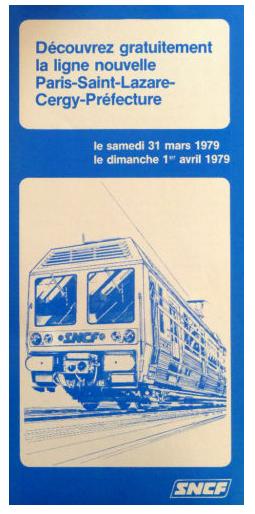 Découvrez gratuitement
la ligne nouvelle
Paris-Saint-Lazare-
Cergy-Préfecture
le samedi 31 mars 1979
le dimanche 1er avril 1979
SNCF
SNCF